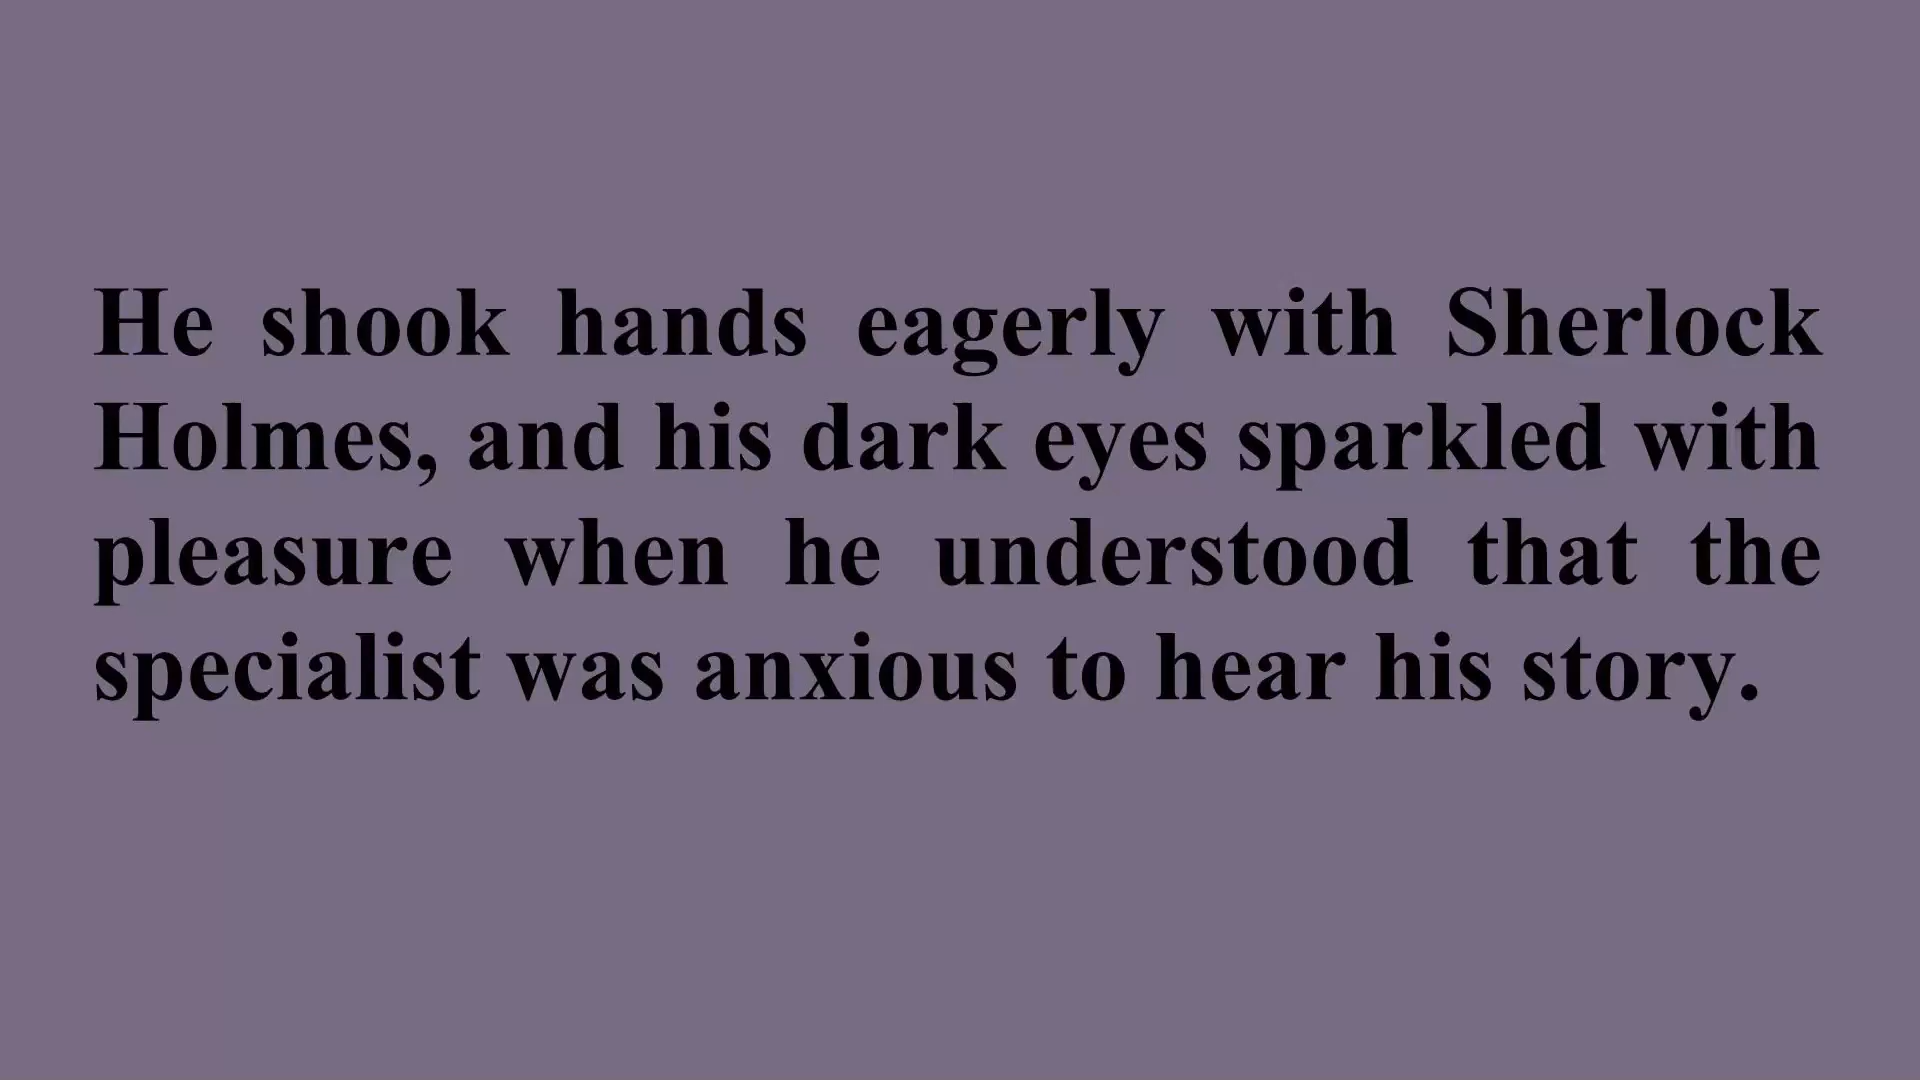 He shook hands eagerly with Sherlock
Holmes, and his dark eyes sparkled with
pleasure when he understood that the
specialist was anxious to hear his story.